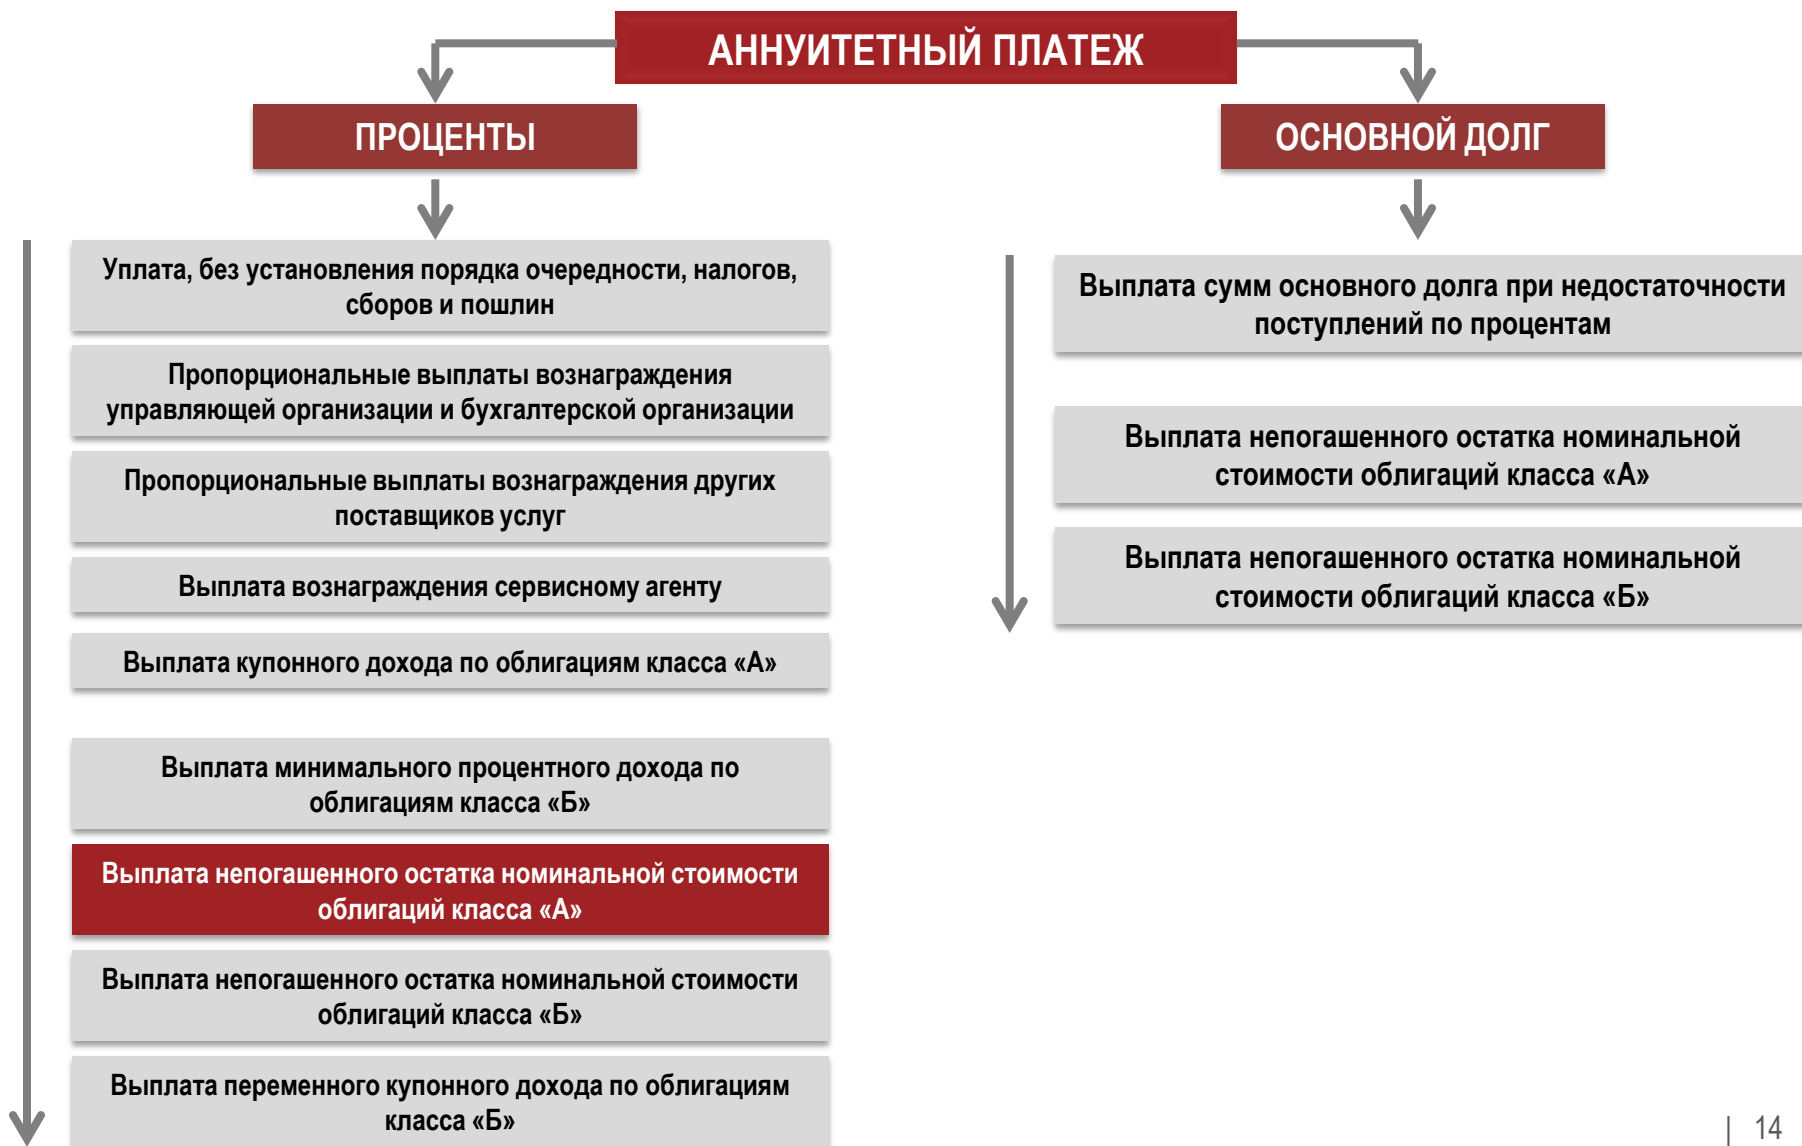 АННУИТЕТНЫЙ ПЛАТЕЖ
ПРОЦЕНТЫ
Уплата, без установления порядка очередности, налогов,
сборов и пошлин
Пропорциональные выплаты вознаграждения
управляющей организации и бухгалтерской организации
Пропорциональные выплаты вознаграждения других
поставщиков услуг
Выплата вознаграждения сервисному агенту
Выплата купонного дохода по облигациям класса «А»
Выплата минимального процентного дохода по
облигациям класса «Б»
Выплата непогашенного остатка номинальной стоимости
облигаций класса «А»
Выплата непогашенного остатка номинальной стоимости
облигаций класса «Б»
Выплата переменного купонного дохода по облигациям
класса «Б»
ОСНОВНОЙ ДОЛГ
Выплата сумм основного долга при недостаточности
поступлений по процентам
Выплата непогашенного остатка номинальной
стоимости облигаций класса «А»
Выплата непогашенного остатка номинальной
стоимости облигаций класса «Б»
| 14